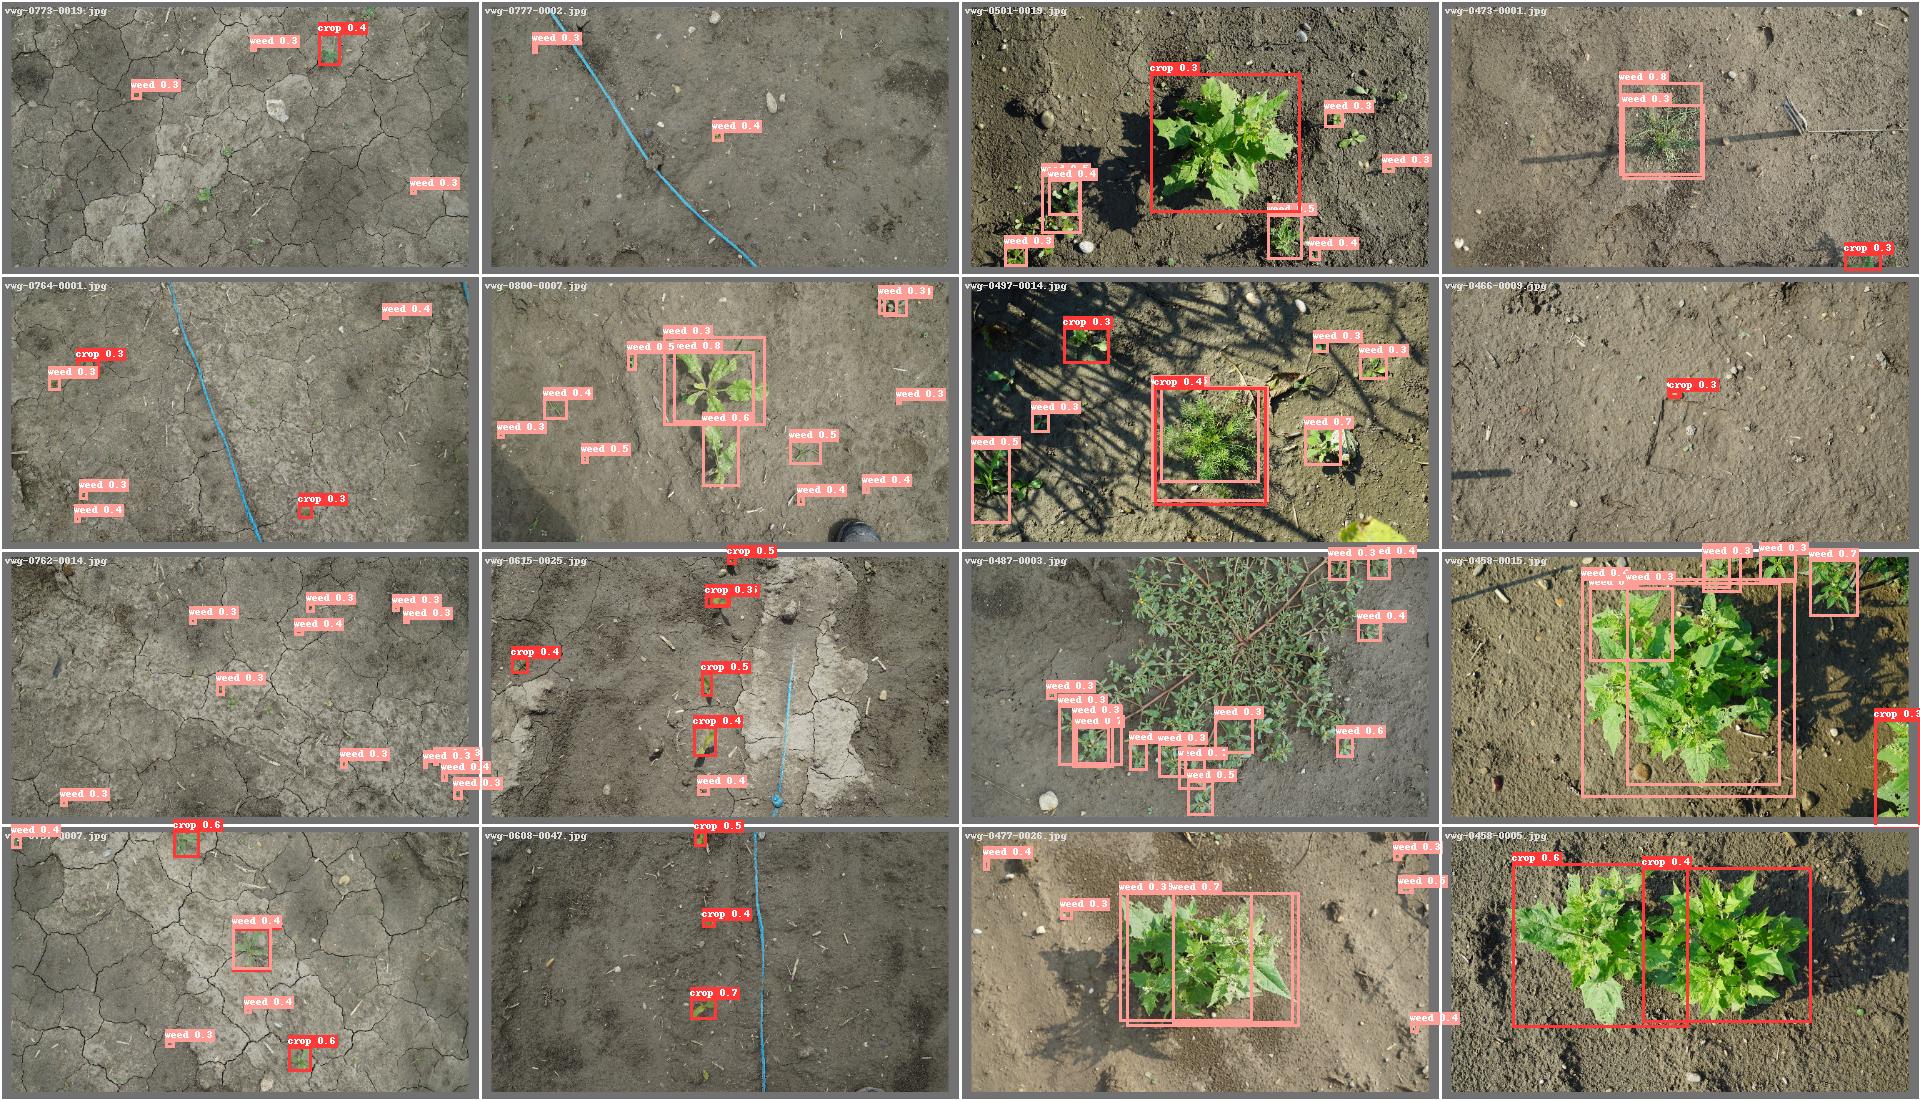 vwg-0773-0019.jpg
crop 0.4
weed 0.3
weed 0.3
weed 0.3
vwg-0777-0002.jpg
weed 0.3
weed 0.4
vwg-0501-0019.jpg
crop 0.3
weed 0.3
weed 0.3
weed 0.4
weed 0.3
weed 0.4
vwg-0473-0001.jpg
weed 0.8
weed 0.3
crop 0.3
vwg-0764-0001.jpg
weed 0.4
crop 0.3
weed 0.3
weed 0.3
weed 0.4
crop 0.3
vwg-0800-0007.jpg
weed 0.3
weed 0.3
weed 0.5
weed 0.8
weed 0.4
weed 0.3
weed 0.3
weed 0.6
weed 0.5
weed 0.5
weed 0.4
weed 0.4
vwg-0497-0014.jpg
crop 0.3
weed 0.3
weed 0.3
crop 0.4
weed 0.3
weed 0.7
weed 0.5
vwg-0466-0009.jpg
crop 0.3
vwg-0762-0014.jpg
weed 0.3
weed 0.3
weed 0.4
weed 0.3
weed 0.3
weed 0.3
weed 0.3
weed 0.3
weed 0.4
weed 0.3
weed 0.3
vwg-0615-0025.jpg
crop 0.5
crop 0.3
crop 0.4
crop 0.5
crop 0.4
weed 0.4
vwg-0487-0003.jpg
weed 0.3
weed 0.4
weed 0.4
weed 0.3
weed 0.3
weed 0.3
weed 0.3
weed 0.6
weed 0.3
weed 0.5
vwg-0458-0015.jpg
weed 0.3
weed 0.3
weed 0.7
weed 0.3
crop 0.3
0007.jpg
weed 0.4
crop 0.6
weed 0.4
weed 0.4
weed 0.3
crop 0.6
vwg-0608-0047.jpg
crop 0.5
crop 0.4
crop 0.7
vwg-0477-0026.jpg
weed 0.4
weed 0.3
weed 0.3
weed 0.7
weed 0.3
weed 0.4
vwg-0458-0005.jpg
crop 0.6
crop 0.4